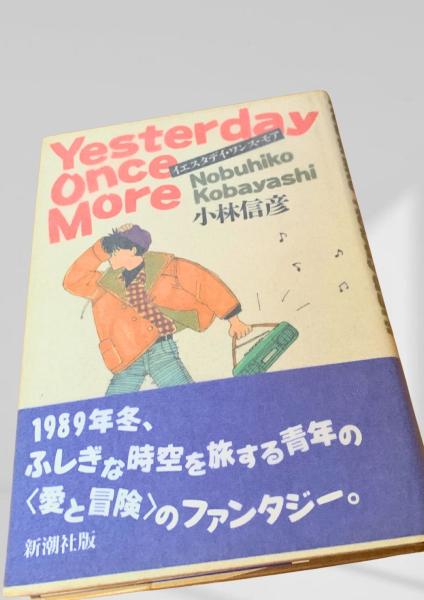 Yesterday
Once
More
イエスタデイ・ワンス・モア
Nobuhiko
Kobayashi
小林信彦
1989年冬、
ふしぎな時空を旅する青年の
〈愛と冒険〉のファンタジー。
新潮社版